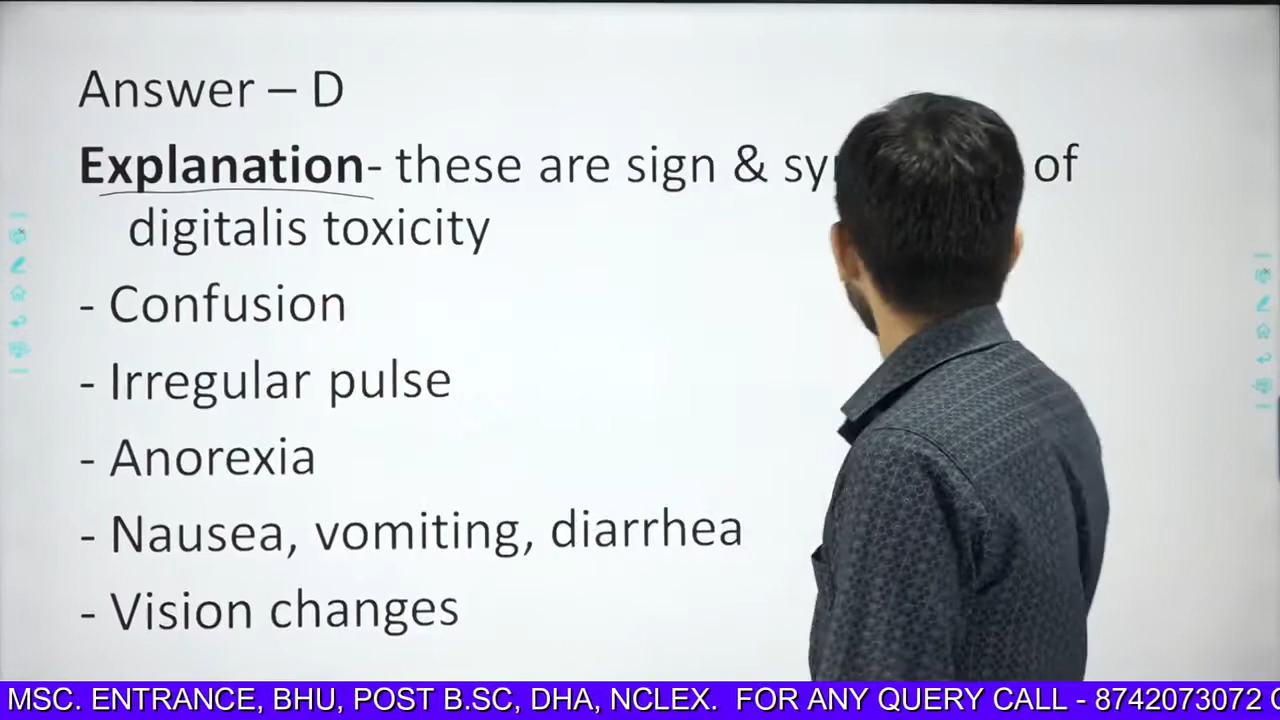 Answer – D
Explanation- these are sign & of
digitalis toxicity
- Confusion
- Irregular pulse
- Anorexia
- Nausea, vomiting, diarrhea
- Vision changes
MSC. ENTRANCE, BHU, POST B.SC, DHA, NCLEX. FOR ANY QUERY CALL - 8742073072